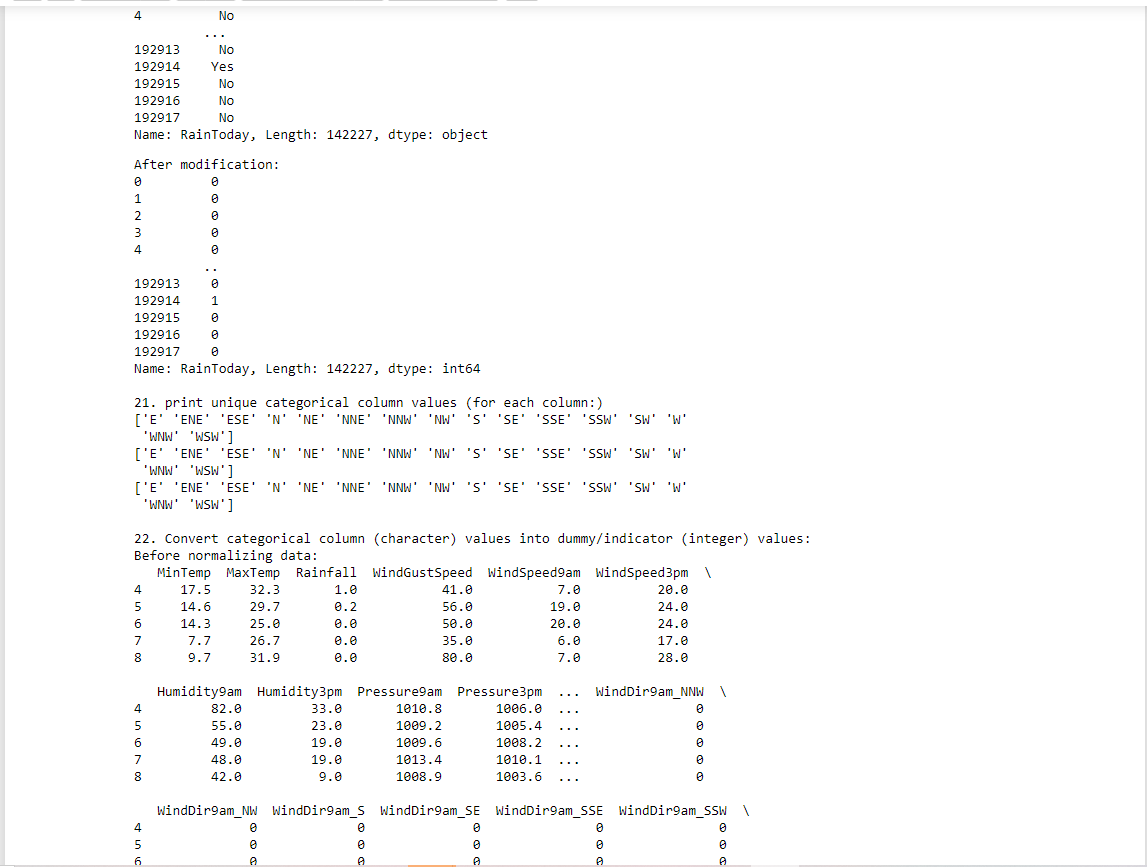 4          No
         ...
192913     No
192914    Yes
192915     No
192916     No
192917     No
Name: RainToday, Length: 142227, dtype: object
After modification:
0         0
1         0
2         0
3         0
4         0
         ..
192913    0
192914    1
192915    0
192916    0
192917    0
Name: RainToday, Length: 142227, dtype: int64
21. print unique categorical column values (for each column:)
['E' 'ENE' 'ESE' 'N' 'NE' 'NNE' 'NNW' 'NW' 'S' 'SE' 'SSE' 'SSW' 'SW' 'W'
 'WNW' 'WSW']
['E' 'ENE' 'ESE' 'N' 'NE' 'NNE' 'NNW' 'NW' 'S' 'SE' 'SSE' 'SSW' 'SW' 'W'
 'WNW' 'WSW']
['E' 'ENE' 'ESE' 'N' 'NE' 'NNE' 'NNW' 'NW' 'S' 'SE' 'SSE' 'SSW' 'SW' 'W'
 'WNW' 'WSW']
22. Convert categorical column (character) values into dummy/indicator (integer) values:
Before normalizing data:
   MinTemp  MaxTemp  Rainfall  WindGustSpeed  WindSpeed9am  WindSpeed3pm  \
4     17.5     32.3       1.0           41.0           7.0          20.0
5     14.6     29.7       0.2           56.0          19.0          24.0
6     14.3     25.0       0.0           50.0          20.0          24.0
7      7.7     26.7       0.0           35.0           6.0          17.0
8      9.7     31.9       0.0           80.0           7.0          28.0
   Humidity9am  Humidity3pm  Pressure9am  Pressure3pm  ...  WindDir9am_NNW  \
4         82.0         33.0       1010.8       1006.0  ...               0
5         55.0         23.0       1009.2       1005.4  ...               0
6         49.0         19.0       1009.6       1008.2  ...               0
7         48.0         19.0       1013.4       1010.1  ...               0
8         42.0          9.0       1008.9       1003.6  ...               0
   WindDir9am_NW  WindDir9am_S  WindDir9am_SE  WindDir9am_SSE  WindDir9am_SSW  \
4              0             0              0               0               0
5              0             0              0               0               0
6              0             0              0               0               0